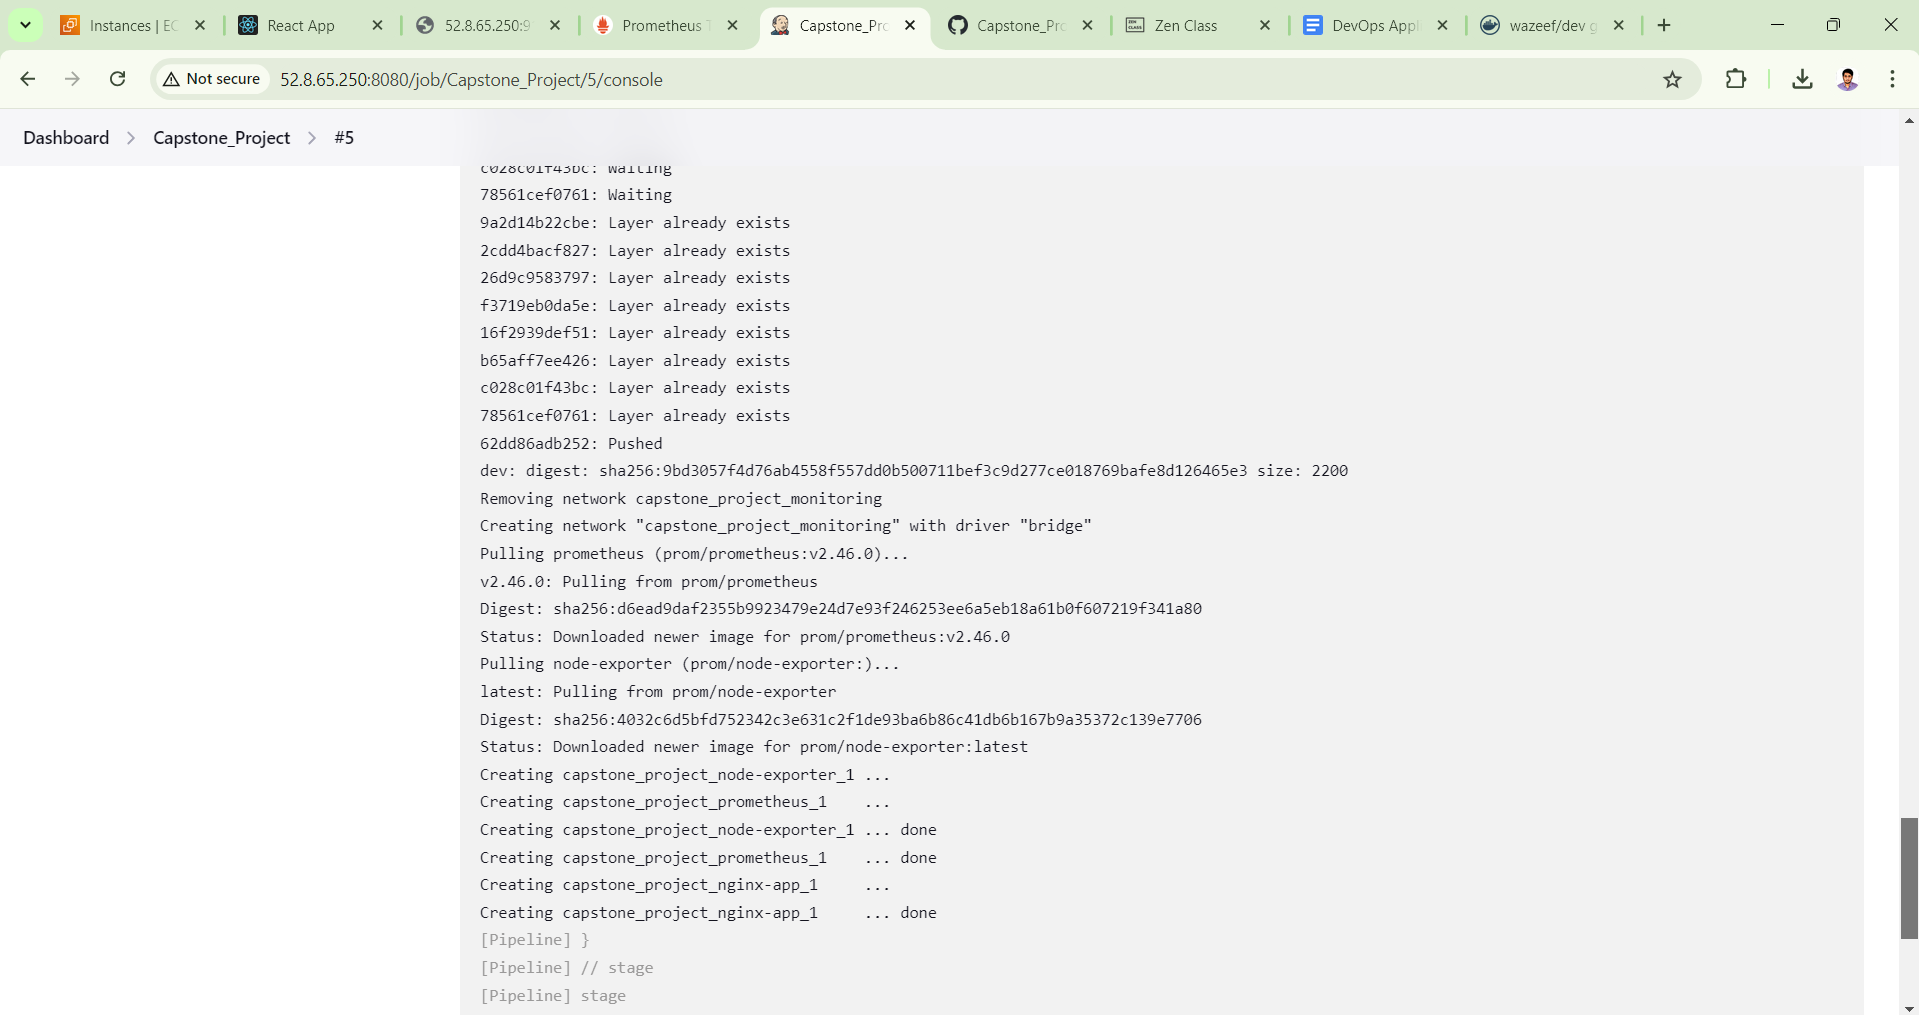 Instances | EC
React App
52.8.65.250:9
Prometheus T
Capstone_Pro
Capstone_Pro
Zen Class
DevOps Appl
wazeef/dev g
Not secure
52.8.65.250:8080/job/Capstone_Project/5/console
Dashboard > Capstone_Project > #5
c028c01f43bc: Waiting
78561cef0761: Waiting
9a2d14b22cbe: Layer already exists
2cdd4bacf827: Layer already exists
26d9c9583797: Layer already exists
f3719eb0da5e: Layer already exists
16f2939def51: Layer already exists
b65aff7ee426: Layer already exists
c028c01f43bc: Layer already exists
78561cef0761: Layer already exists
62dd86adb252: Pushed
dev: digest: sha256:9bd3057f4d76ab4558f557dd0b500711bef3c9d277ce018769bafe8d126465e3 size: 2200
Removing network capstone_project_monitoring
Creating network "capstone_project_monitoring" with driver "bridge"
Pulling prometheus (prom/prometheus:v2.46.0)...
v2.46.0: Pulling from prom/prometheus
Digest: sha256:d6ead9daf2355b9923479e24d7e93f246253ee6a5eb18a61b0f607219f341a80
Status: Downloaded newer image for prom/prometheus:v2.46.0
Pulling node-exporter (prom/node-exporter:)...
latest: Pulling from prom/node-exporter
Digest: sha256:4032c6d5bfd752342c3e631c2f1de93ba6b86c41db6b167b9a35372c139e7706
Status: Downloaded newer image for prom/node-exporter:latest
Creating capstone_project_node-exporter_1 ...
Creating capstone_project_prometheus_1    ...
Creating capstone_project_node-exporter_1 ... done
Creating capstone_project_prometheus_1    ... done
Creating capstone_project_nginx-app_1     ...
Creating capstone_project_nginx-app_1     ... done
[Pipeline] }
[Pipeline] // stage
[Pipeline] stage